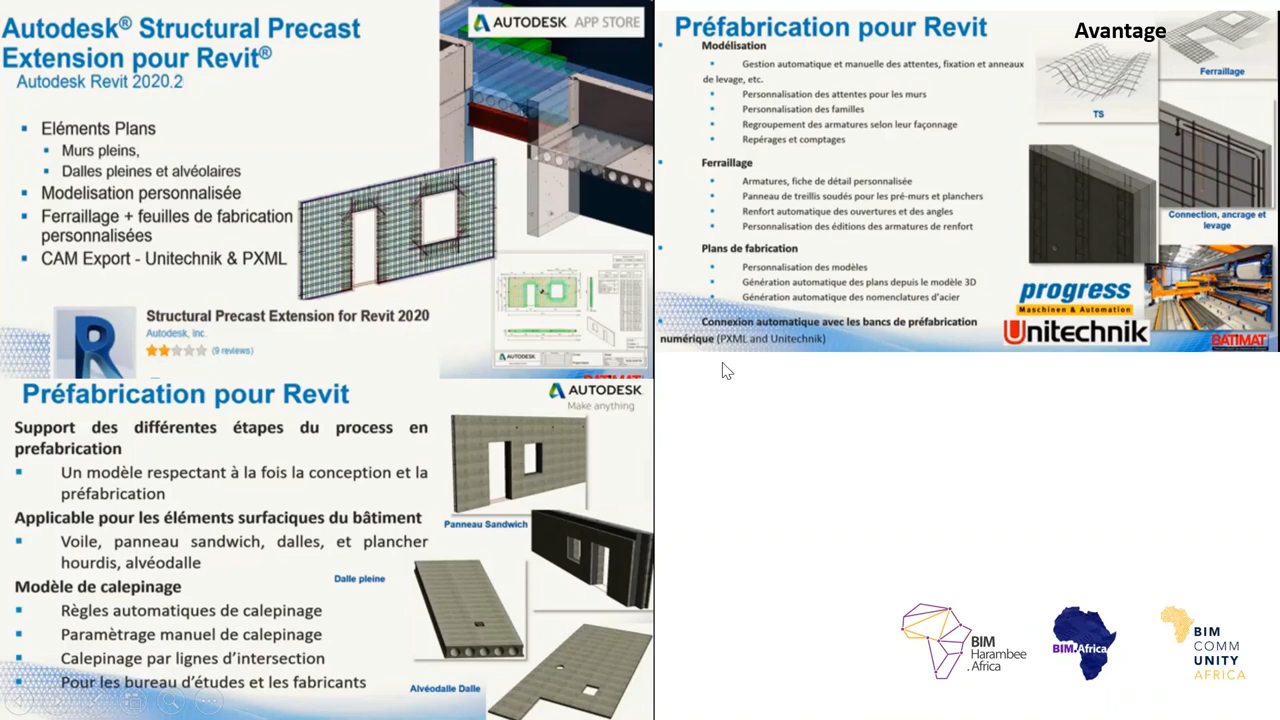 Autodesk® Structural Precast
Extension pour Revit®
Autodesk Revit 2020.2
AUTODESK. APP STORE
Eléments Plans
Murs pleins,
Dalles pleines et alvéolaires
Modelisation personnalisée
Ferraillage + feuilles de fabrication
personnalisées
CAM Export - Unitechnik & PXML
R
Structural Precast Extension for Revit 2020
Autodesk, Inc.
(9 reviews)
AUTODESK
BATIMAT
Préfabrication pour Revit
Avantage
Modélisation
Gestion automatique et manuelle des attentes, fixation et anneaux
de levage, etc.
Personnalisation des attentes pour les murs
Personnalisation des familles
Regroupement des armatures selon leur façonnage
Repérages et comptages
Ferraillage
Armatures, fiche de détail personnalisée
Panneau de treillis soudés pour les pré-murs et planchers
Renfort automatique des ouvertures et des angles
Personnalisation des éditions des armatures de renfort
Plans de fabrication
Personnalisation des modèles
Génération automatique des plans depuis le modèle 3D
Génération automatique des nomenclatures d'acier
Connexion automatique avec les bancs de préfabrication
numérique (PXML and Unitechnik)
Ferraillage
TS
Connection, ancrage et
levage
progress
Maschinen & Automation
Unitechnik
BATIMAT
Préfabrication pour Revit
AUTODESK.
Make anything
Support des différentes étapes du process en
prefabrication
Un modèle respectant à la fois la conception et la
préfabrication
Applicable pour les éléments surfaciques du bâtiment
Voile, panneau sandwich, dalles, et plancher
hourdis, alvéodalle
Modèle de calepinage
Règles automatiques de calepinage
Paramètrage manuel de calepinage
Calepinage par lignes d'intersection
Pour les bureau d'études et les fabricants
Panneau Sandwich
Dalle pleine
Alvéodalle Dalle
BIM
Harambee
.Africa
BIM.Africa
BIM
COMM
UNITY
AFRICA